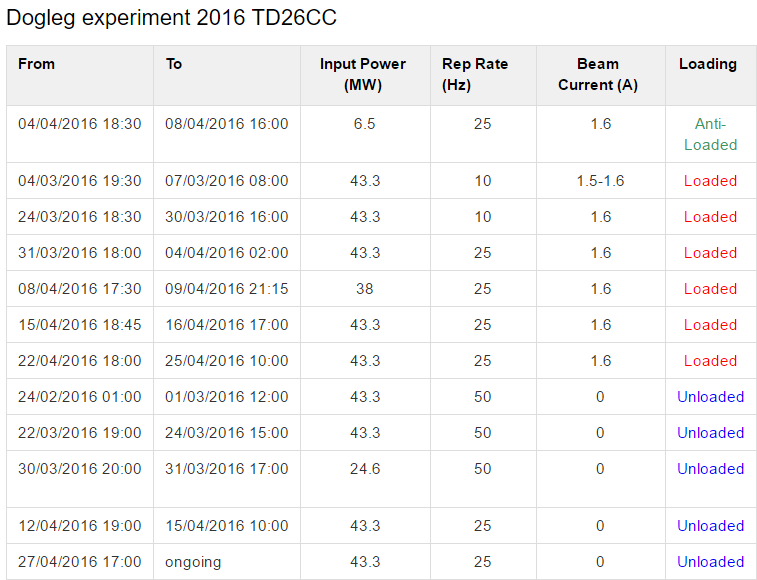 Dogleg experiment 2016 TD26CC
From To Input Power (MW) Rep Rate (Hz) Beam Current (A) Loading
04/04/2016 18:30 08/04/2016 16:00 6.5 25 1.6 Anti-Loaded
04/03/2016 19:30 07/03/2016 08:00 43.3 10 1.5-1.6 Loaded
24/03/2016 18:30 30/03/2016 16:00 43.3 10 1.6 Loaded
31/03/2016 18:00 04/04/2016 02:00 43.3 25 1.6 Loaded
08/04/2016 17:30 09/04/2016 21:15 38 25 1.6 Loaded
15/04/2016 18:45 16/04/2016 17:00 43.3 25 1.6 Loaded
22/04/2016 18:00 25/04/2016 10:00 43.3 25 1.6 Loaded
24/02/2016 01:00 01/03/2016 12:00 43.3 50 0 Unloaded
22/03/2016 19:00 24/03/2016 15:00 43.3 50 0 Unloaded
30/03/2016 20:00 31/03/2016 17:00 24.6 50 0 Unloaded
12/04/2016 19:00 15/04/2016 10:00 43.3 25 0 Unloaded
27/04/2016 17:00 ongoing 43.3 25 0 Unloaded